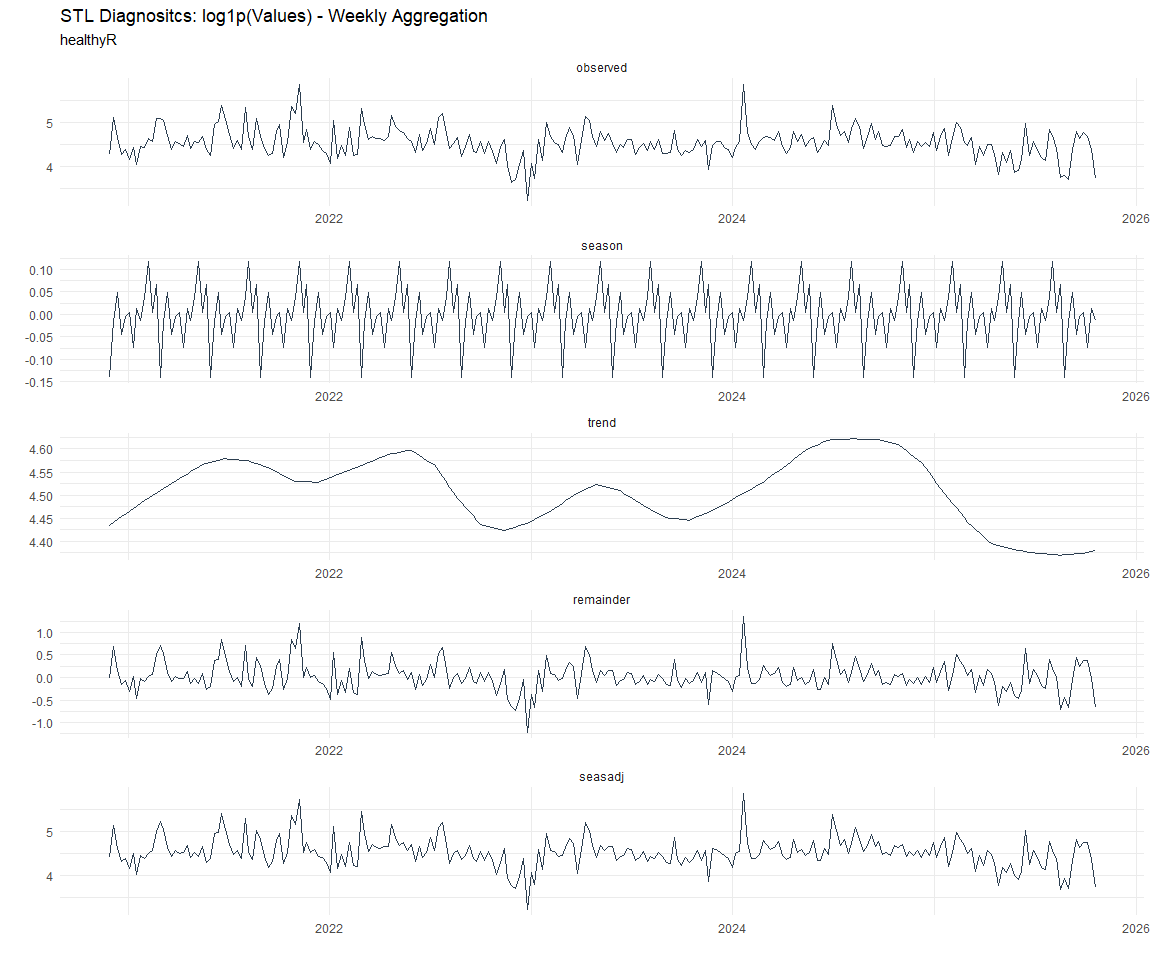 STL Diagnositcs: log1p(Values) - Weekly Aggregation
healthyR
observed
5
4
2022 2024 2026
season
0.10
0.05
0.00
-0.05
-0.10
-0.15
2022 2024 2026
trend
4.60
4.55
4.50
4.45
4.40
2022 2024 2026
remainder
1.0
0.5
0.0
-0.5
-1.0
2022 2024 2026
seasadj
5
4
2022 2024 2026